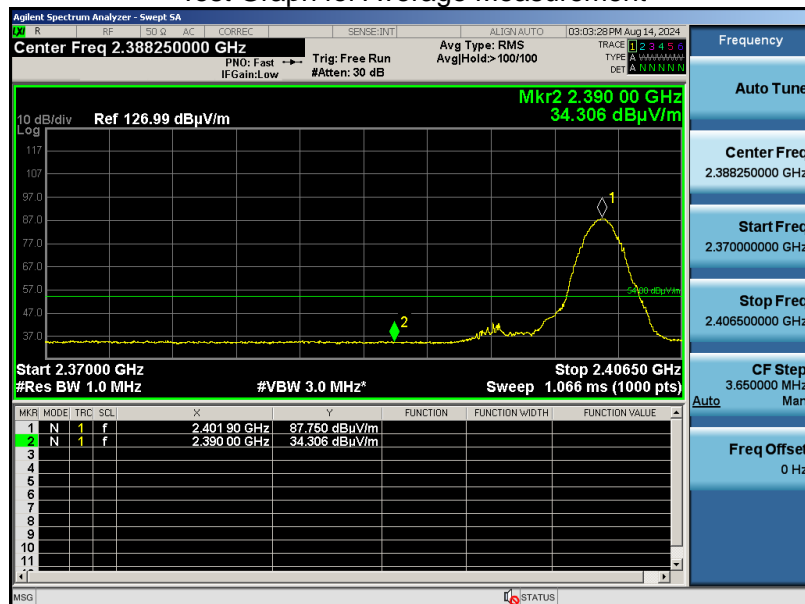 Agilent Spectrum Analyzer - Swept SA
LXI R RF 50 Ω AC CORREC SENSE:INT ALIGN AUTO 03:03:28 PM Aug 14, 2024
Center Freq 2.388250000 GHz
PNO: Fast
IFGain:Low
Trig: Free Run
#Atten: 30 dB
Avg Type: RMS
Avg|Hold:>100/100
TRACE 1 2 3 4 5 6
TYPE A WWWWW
DET A N N N N N
Mkr2 2.390 00 GHz
34.306 dBµV/m
10 dB/div Ref 126.99 dBµV/m
Log
117
107
97.0
87.0
77.0
67.0
57.0
47.0
37.0
1
2
54.00 dBµV/m
Start 2.37000 GHz Stop 2.40650 GHz
#Res BW 1.0 MHz #VBW 3.0 MHz* Sweep 1.066 ms (1000 pts)
MKR MODE TRC SCL X Y FUNCTION FUNCTION WIDTH FUNCTION VALUE
1 N 1 f 2.401 90 GHz 87.750 dBµV/m
2 N 1 f 2.390 00 GHz 34.306 dBµV/m
3
4
5
6
7
8
9
10
11
MSG STATUS
Frequency
Auto Tune
Center Freq
2.388250000 GHz
Start Freq
2.370000000 GHz
Stop Freq
2.406500000 GHz
CF Step
3.650000 MHz
Auto Man
Freq Offset
0 Hz